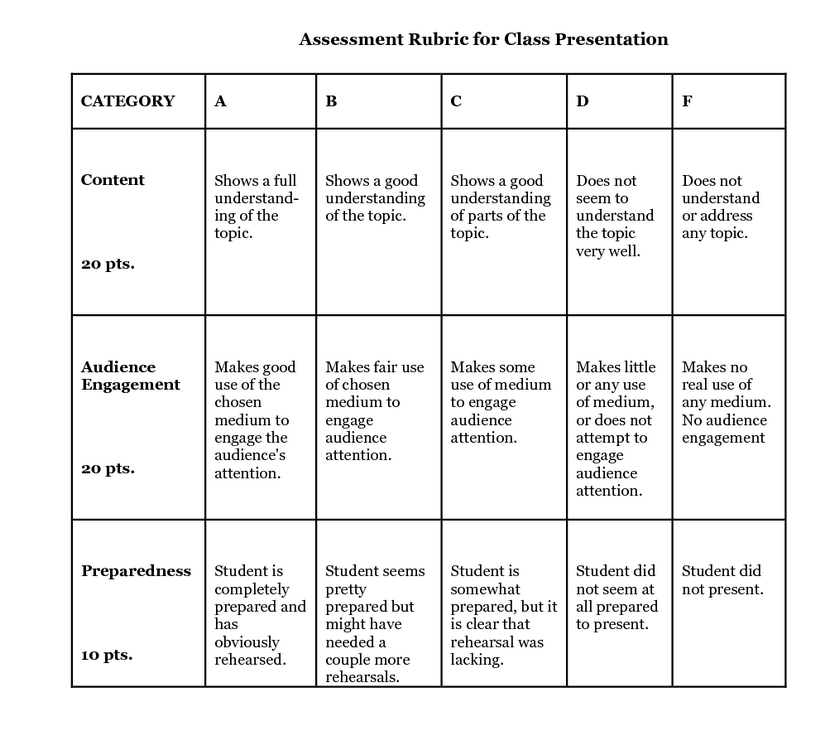 Assessment Rubric for Class Presentation
CATEGORY
A
B
C
D
F
Content
20 pts.
Shows a full
understand-
ing of the
topic.
Shows a good
understanding
of the topic.
Shows a good
understanding
of parts of the
topic.
Does not
seem to
understand
the topic
very well.
Does not
understand
or address
any topic.
Audience
Engagement
20 pts.
Makes good
use of the
chosen
medium to
engage the
audience's
attention.
Makes fair use
of chosen
medium to
engage
audience
attention.
Makes some
use of medium
to engage
audience
attention.
Makes little
or any use
of medium,
or does not
attempt to
engage
audience
attention.
Makes no
real use of
any medium.
No audience
engagement
Preparedness
10 pts.
Student is
completely
prepared and
has
obviously
rehearsed.
Student seems
pretty
prepared but
might have
needed a
couple more
rehearsals.
Student is
somewhat
prepared, but it
is clear that
rehearsal was
lacking.
Student did
not seem at
all prepared
to present.
Student did
not present.